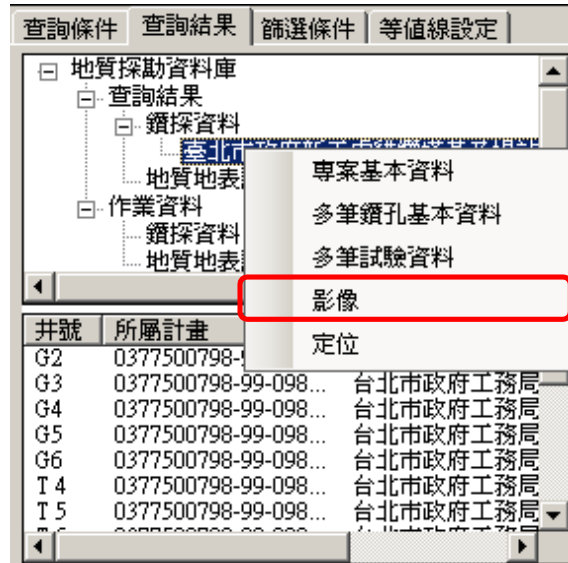 查詢條件 查詢結果 篩選條件 等值線設定
地質探勘資料庫
查詢結果
鑽探資料
地質地表
作業資料
鑽探資料
地質地表
專案基本資料
多筆鑽孔基本資料
多筆試驗資料
影像
定位
井號 所屬計畫
G2 0377500798-
G3 0377500798-99-098... 台北市政府工務局
G4 0377500798-99-098... 台北市政府工務局
G5 0377500798-99-098... 台北市政府工務局
G6 0377500798-99-098... 台北市政府工務局
T 4 0377500798-99-098... 台北市政府工務局
T 5 0377500798-99-098... 台北市政府工務局